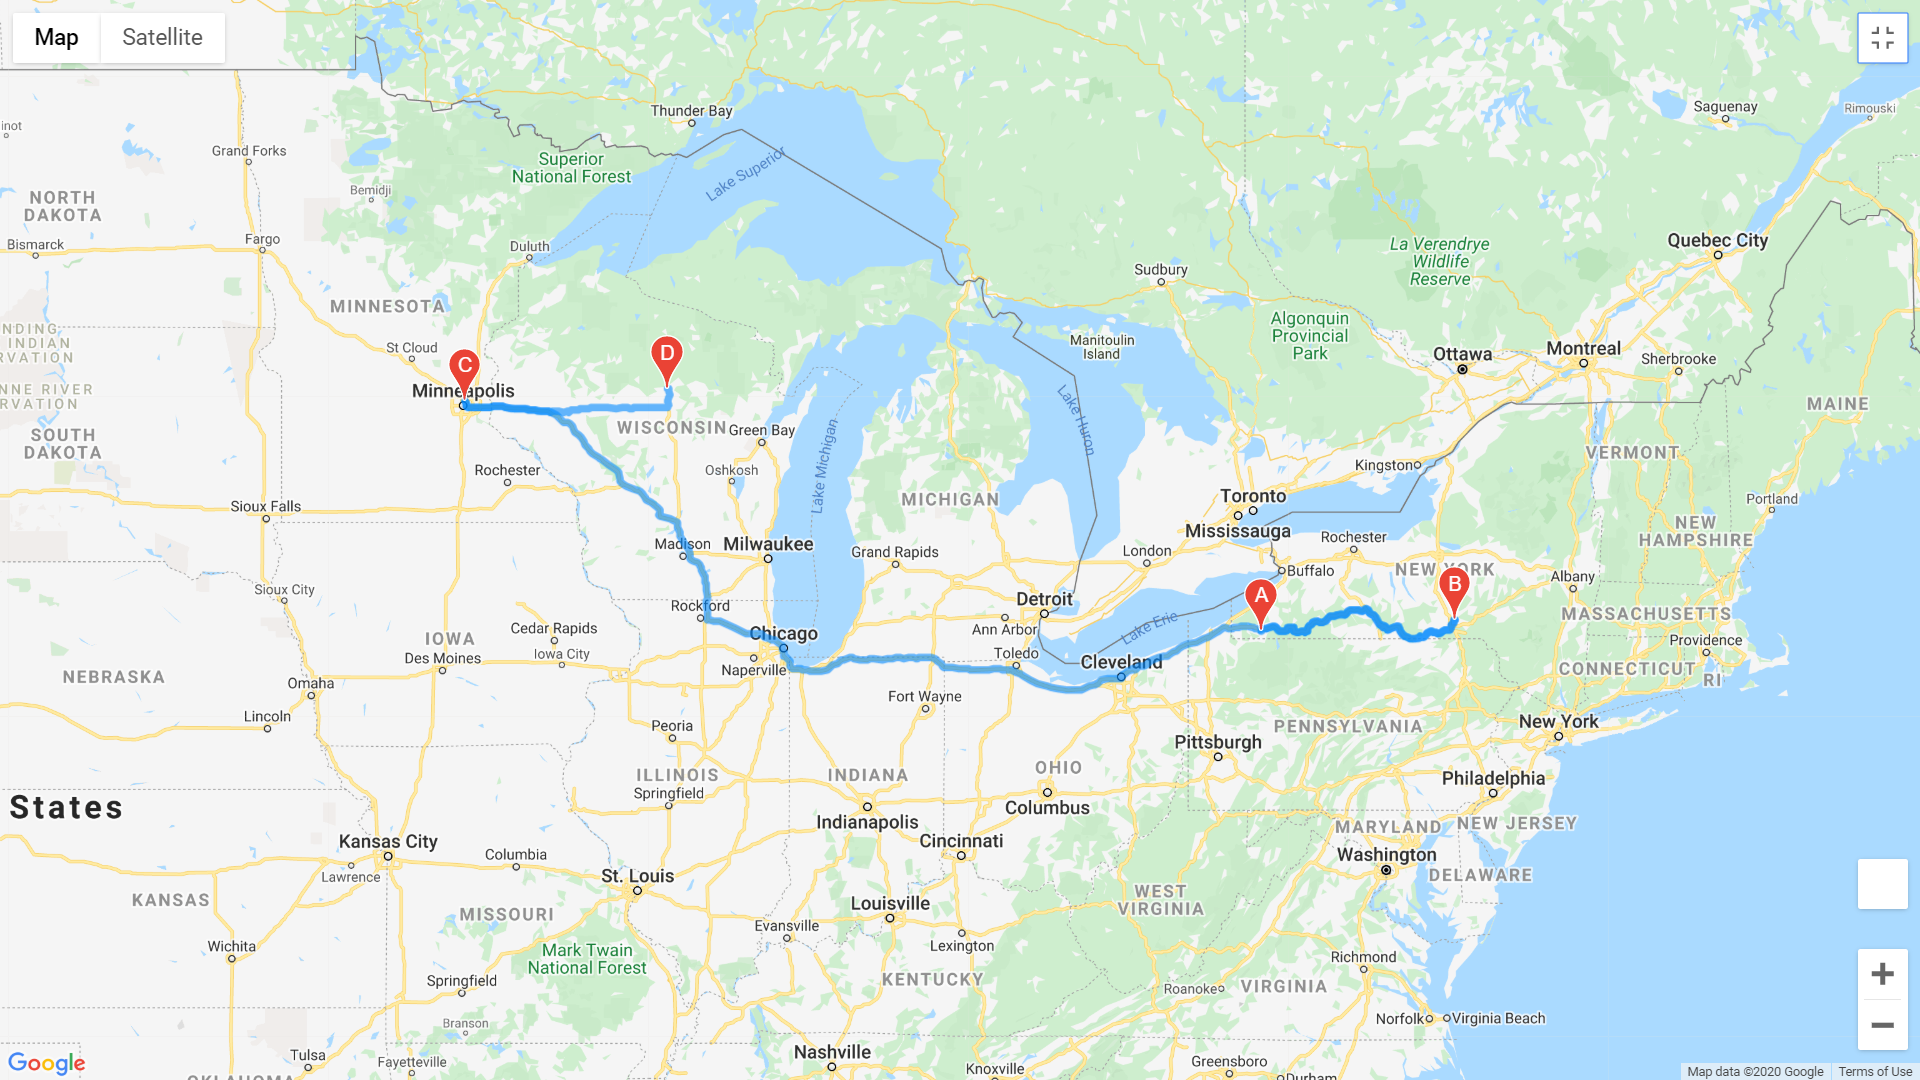 Map
Satellite
Thunder Bay
Saguenay
Rimouski
inot
Grand Forks
Superior
National Forest
Lake Superior
Bemidji
NORTH
DAKOTA
Bismarck
Fargo
Duluth
Quebec City
La Verendrye
Wildlife
Reserve
Sudbury
MINNESOTA
NDING
INDIAN
RVATION
St Cloud
Algonquin
Provincial
Park
Manitoulin
Island
Ottawa
Montreal
Sherbrooke
C
D
Minneapolis
NNE RIVER
RVATION
MAINE
WISCONSIN
Green Bay
Lake Michigan
Lake Huron
SOUTH
DAKOTA
VERMONT
Rochester
Oshkosh
Kingston
MICHIGAN
Toronto
Mississauga
Portland
Sioux Falls
NEW
HAMPSHIRE
Madison
Milwaukee
Grand Rapids
London
Rochester
Buffalo
NEW YORK
Albany
Sioux City
A
B
Rockford
Detroit
Ann Arbor
Lake Erie
MASSACHUSETTS
Cedar Rapids
Iowa City
IOWA
Des Moines
Chicago
Naperville
Toledo
Cleveland
Providence
CONNECTICUT
RI
NEBRASKA
Omaha
Lincoln
Fort Wayne
Peoria
PENNSYLVANIA
New York
Pittsburgh
ILLINOIS
Springfield
INDIANA
OHIO
Columbus
Philadelphia
States
Indianapolis
MARYLAND
NEW JERSEY
Kansas City
Lawrence
Columbia
Cincinnati
Washington
DELAWARE
St. Louis
KANSAS
MISSOURI
Louisville
WEST
VIRGINIA
Evansville
Lexington
Wichita
Mark Twain
National Forest
Springfield
KENTUCKY
Richmond
Roanoke
VIRGINIA
Branson
Norfolk
Virginia Beach
Nashville
Tulsa
Fayetteville
Knoxville
Greensboro
Durham
OKLAHOMA
Google
Map data ©2020 Google
Terms of Use